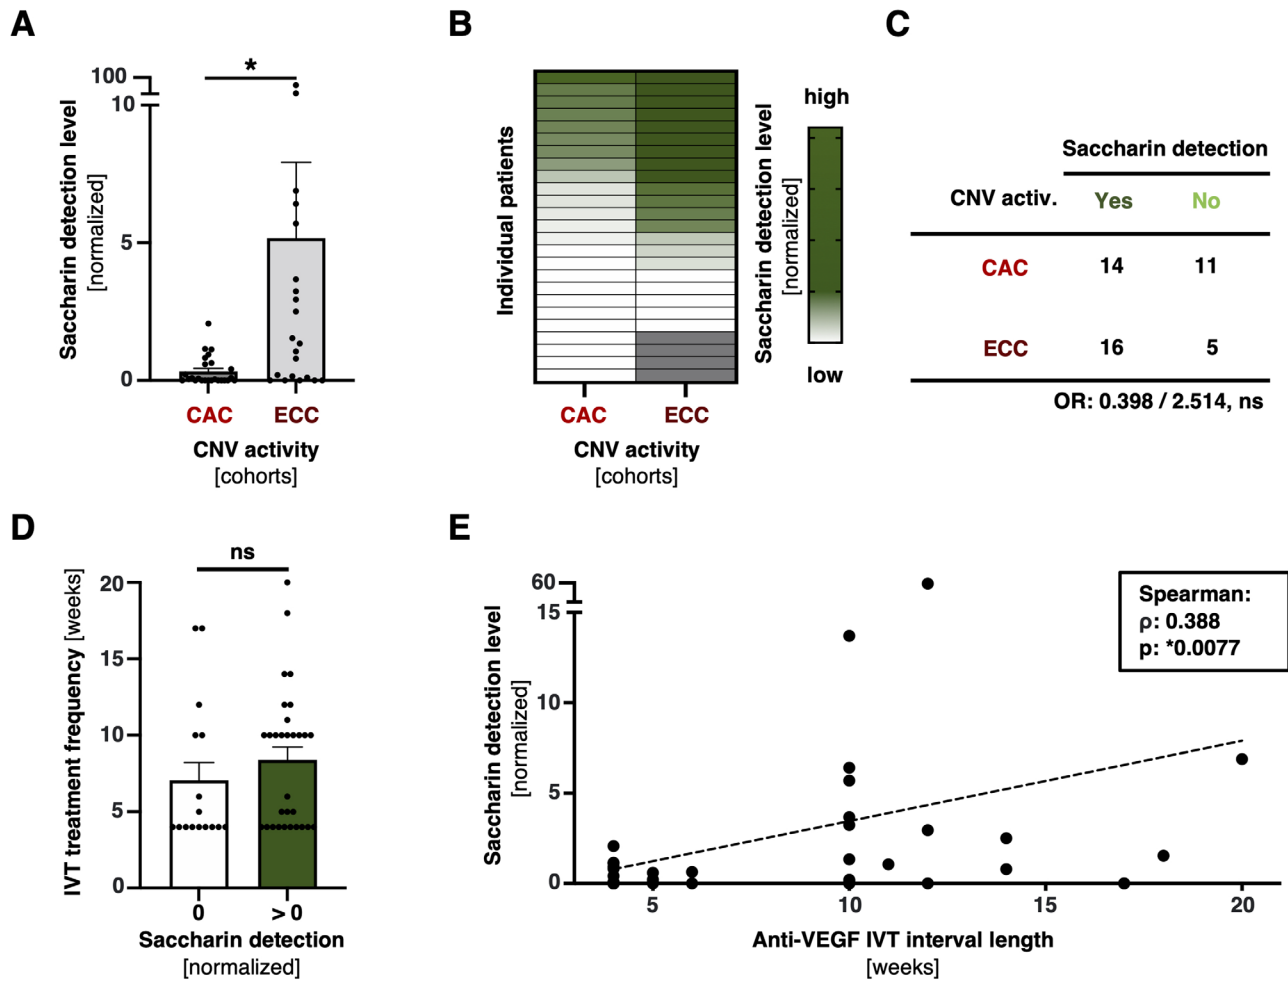 A
Saccharin detection level
[normalized]
100
10
5
0
*
CAC
ECC
CNV activity
[cohorts]
B
Individual patients
CAC
ECC
CNV activity
[cohorts]
Saccharin detection level
[normalized]
high
low
C
Saccharin detection
CNV activ.
Yes
No
CAC
14
11
ECC
16
5
OR: 0.398 / 2.514, ns
D
IVT treatment frequency [weeks]
20
15
10
5
0
ns
0
> 0
Saccharin detection
[normalized]
E
Saccharin detection level
[normalized]
60
15
10
5
0
5
10
15
20
Anti-VEGF IVT interval length
[weeks]
Spearman:
ρ: 0.388
p: *0.0077